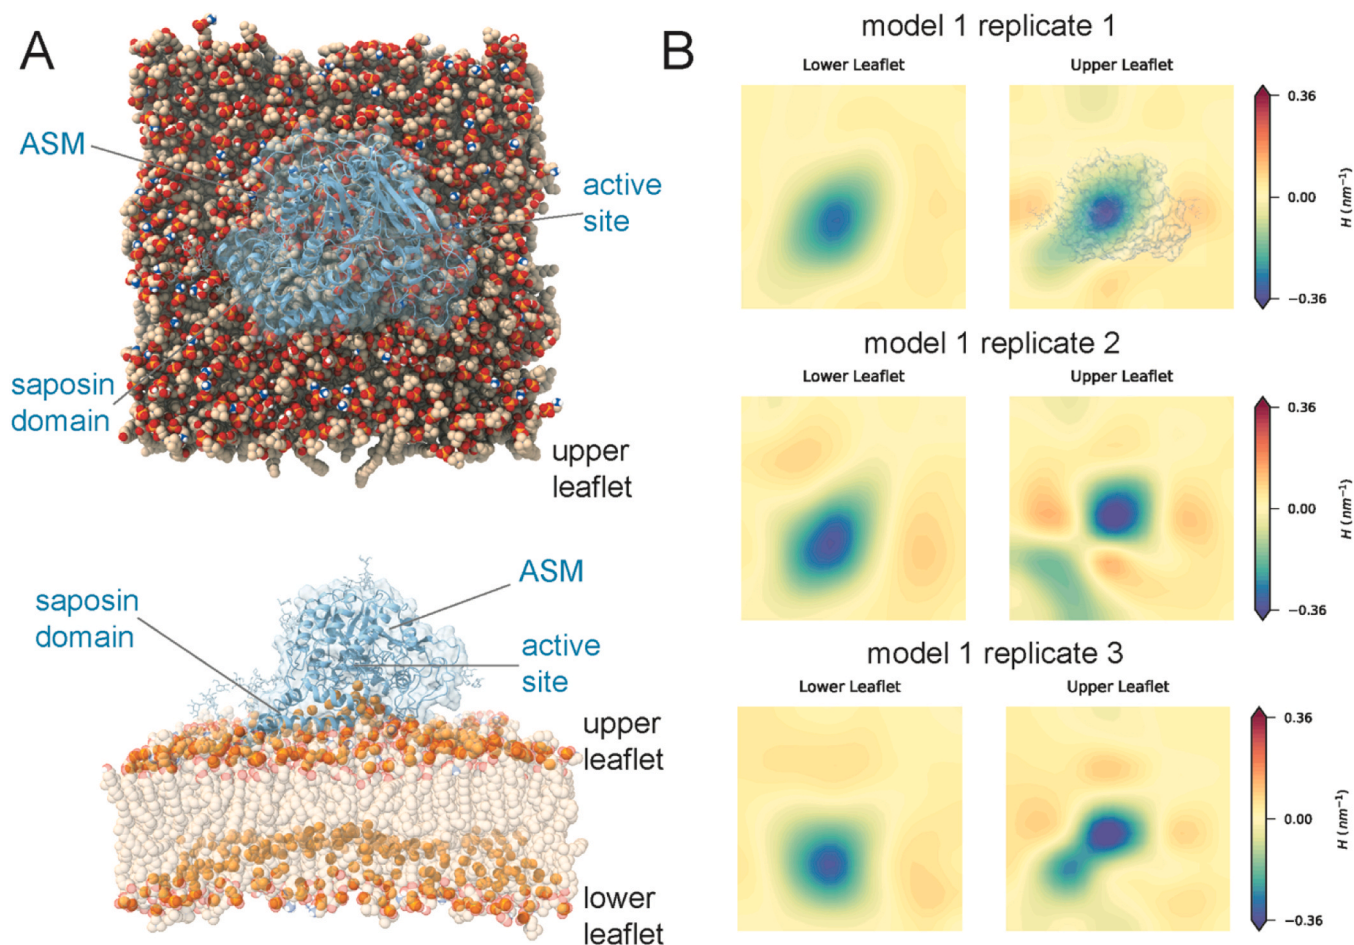 A
ASM
active
site
saposin
domain
upper
leaflet
saposin
domain
ASM
active
site
upper
leaflet
lower
leaflet
B
model 1 replicate 1
Lower Leaflet
Upper Leaflet
0.36
0.00
−0.36
H (nm⁻¹)
model 1 replicate 2
Lower Leaflet
Upper Leaflet
0.36
0.00
−0.36
H (nm⁻¹)
model 1 replicate 3
Lower Leaflet
Upper Leaflet
0.36
0.00
−0.36
H (nm⁻¹)